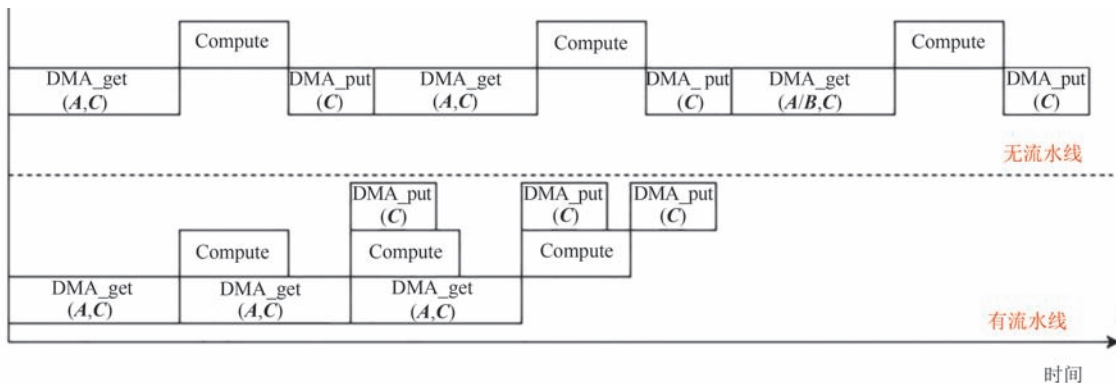 Compute
Compute
Compute
DMA_get
(A,C)
DMA_put
(C)
DMA_get
(A,C)
DMA_put
(C)
DMA_get
(A/B,C)
DMA_put
(C)
无流水线
DMA_put
(C)
DMA_put
(C)
DMA_put
(C)
Compute
Compute
Compute
DMA_get
(A,C)
DMA_get
(A,C)
DMA_get
(A,C)
有流水线
时间